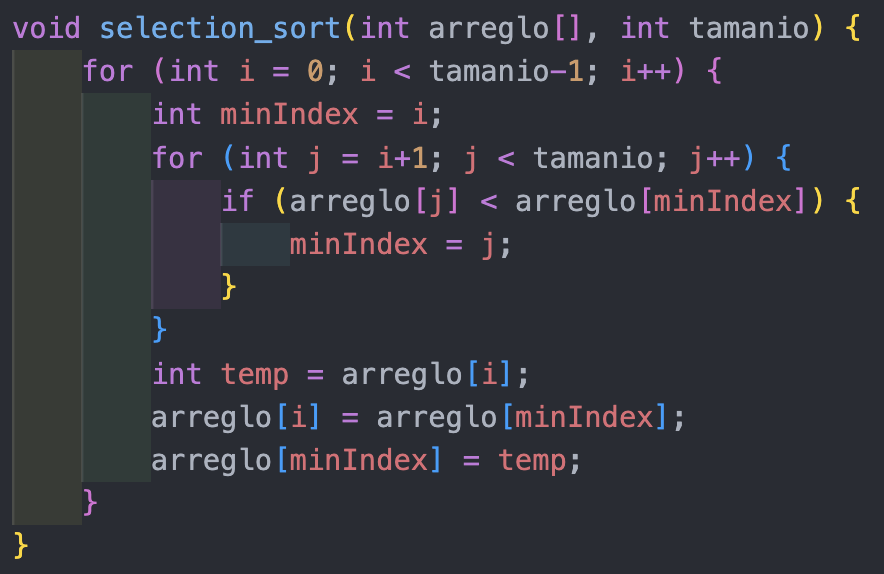 void selection_sort(int arreglo[], int tamanio) {
    for (int i = 0; i < tamanio-1; i++) {
        int minIndex = i;
        for (int j = i+1; j < tamanio; j++) {
            if (arreglo[j] < arreglo[minIndex]) {
                minIndex = j;
            }
        }
        int temp = arreglo[i];
        arreglo[i] = arreglo[minIndex];
        arreglo[minIndex] = temp;
    }
}